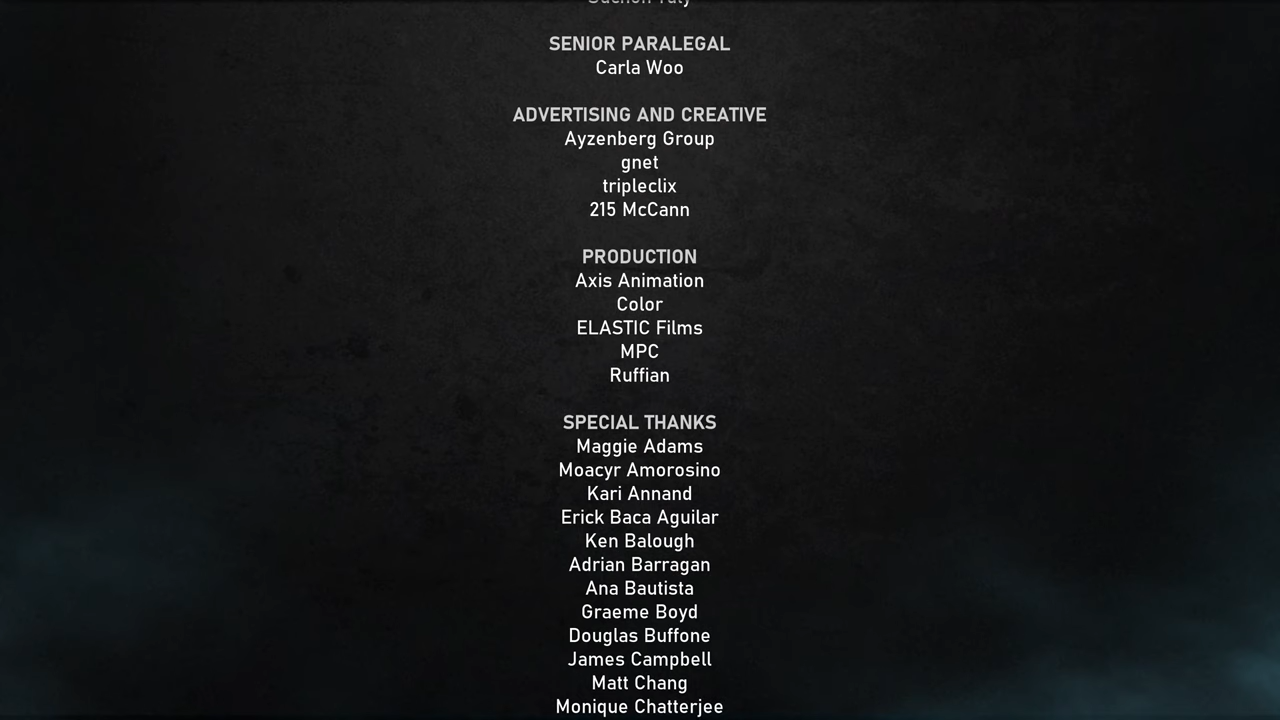 SENIOR PARALEGAL
Carla Woo
ADVERTISING AND CREATIVE
Ayzenberg Group
gnet
tripleclix
215 McCann
PRODUCTION
Axis Animation
Color
ELASTIC Films
MPC
Ruffian
SPECIAL THANKS
Maggie Adams
Moacyr Amorosino
Kari Annand
Erick Baca Aguilar
Ken Balough
Adrian Barragan
Ana Bautista
Graeme Boyd
Douglas Buffone
James Campbell
Matt Chang
Monique Chatterjee